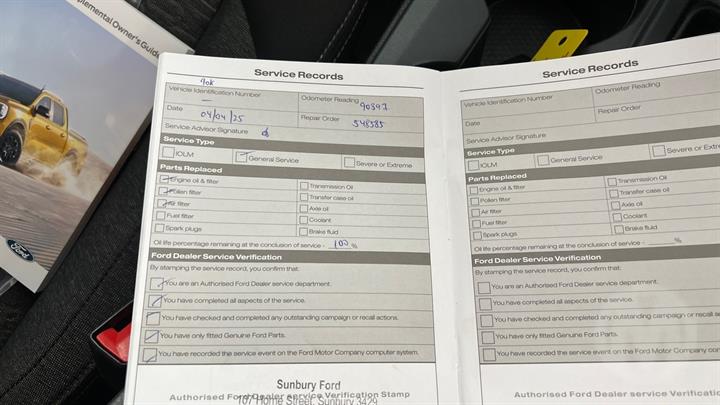 plemental Owner's Guide
Ford
Service Records
90k
Vehicle Identification Number
Odometer Reading 90397
Date 04/04/25
Repair Order 548585
Service Advisor Signature
Service Type
IOLM
General Service
Severe or Extreme
Parts Replaced
Engine oil & filter
Transmission Oil
Pollen filter
Transfer case oil
Air filter
Axle oil
Fuel filter
Coolant
Spark plugs
Brake fluid
Oil life percentage remaining at the conclusion of service - 100 %
Ford Dealer Service Verification
By stamping the service record, you confirm that:
You are an Authorised Ford Dealer service department.
You have completed all aspects of the service.
You have checked and completed any outstanding campaign or recall actions.
You have only fitted Genuine Ford Parts.
You have recorded the service event on the Ford Motor Company computer system.
Sunbury Ford
Authorised Ford Dealer service Verification Stamp
107 Horne Street, Sunbury 3429
Service Records
Vehicle Identification Number
Odometer Reading
Date
Repair Order
Service Advisor Signature
Service Type
IOLM
General Service
Severe or Extre
Parts Replaced
Engine oil & filter
Transmission Oil
Pollen filter
Transfer case oil
Air filter
Axle oil
Fuel filter
Coolant
Spark plugs
Brake fluid
Oil life percentage remaining at the conclusion of service - %
Ford Dealer Service Verification
By stamping the service record, you confirm that:
You are an Authorised Ford Dealer service department.
You have completed all aspects of the service.
You have checked and completed any outstanding campaign or recall a
You have only fitted Genuine Ford Parts.
You have recorded the service event on the Ford Motor Company con
Authorised Ford Dealer service Verificatio